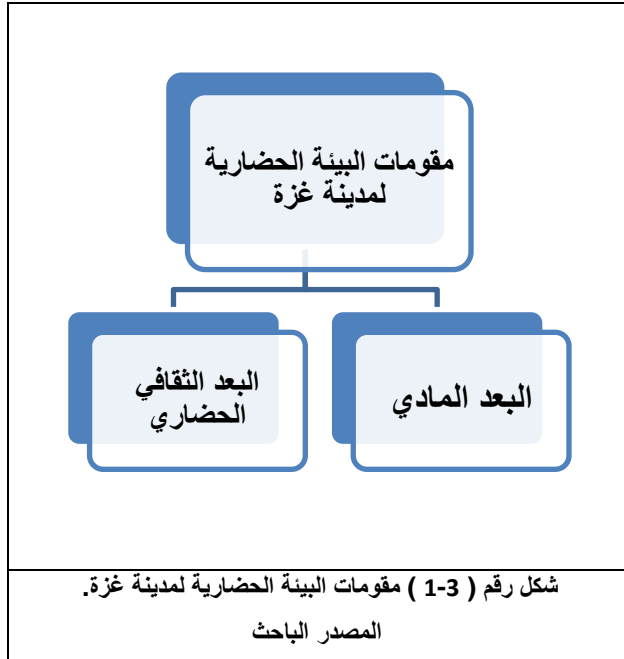 مقومات البيئة الحضارية
لمدينة غزة
البعد المادي
البعد الثقافي
الحضاري
شكل رقم ( 3-1 ) مقومات البيئة الحضارية لمدينة غزة.
المصدر الباحث